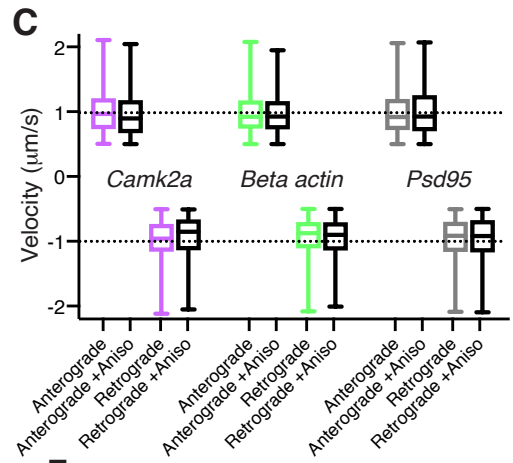 C
Velocity (μm/s)
2
1
0
-1
-2
Camk2a Beta actin Psd95
Anterograde
Anterograde +Aniso
Retrograde
Retrograde +Aniso
Anterograde
Anterograde +Aniso
Retrograde
Retrograde +Aniso
Anterograde
Anterograde +Aniso
Retrograde
Retrograde +Aniso